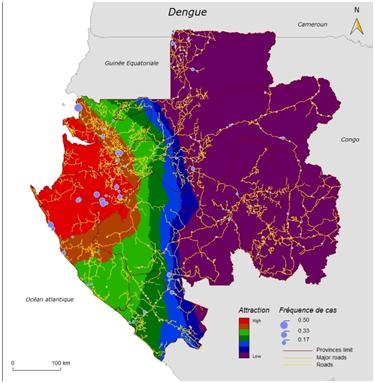 Dengue
N
Cameroun
Guinée Equatoriale
Congo
Océan atlantique
Attraction
High
Low
Fréquence de cas
0.50
0.33
0.17
Provinces limit
Major roads
Roads
0
100 km